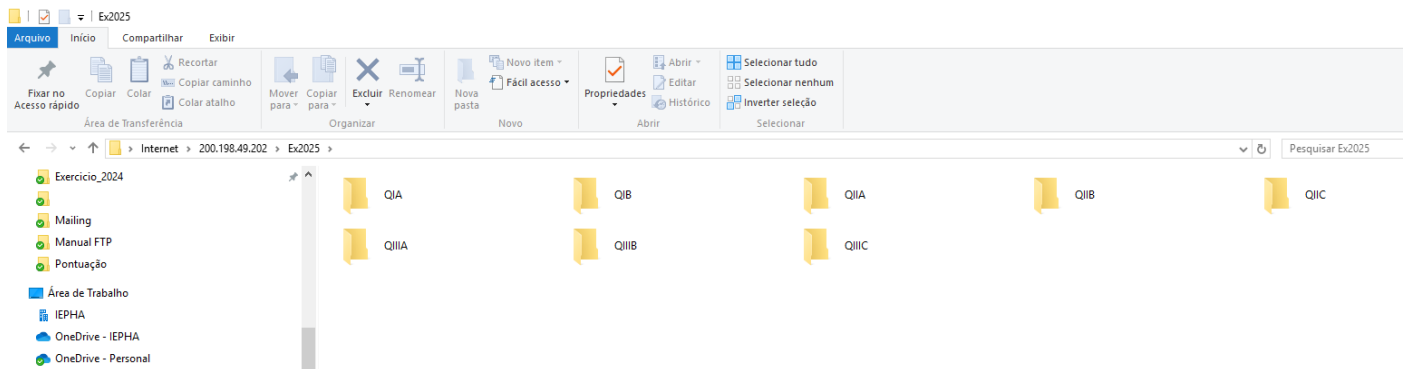 Ex2025
Arquivo Início Compartilhar Exibir
Fixar no Acesso rápido
Copiar
Colar
Recortar
Copiar caminho
Colar atalho
Área de Transferência
Mover para
Copiar para
Excluir
Renomear
Organizar
Nova pasta
Novo item
Fácil acesso
Novo
Propriedades
Abrir
Editar
Histórico
Abrir
Selecionar tudo
Selecionar nenhum
Inverter seleção
Selecionar
Internet > 200.198.49.202 > Ex2025 >
Pesquisar Ex2025
Exercicio_2024
Mailing
Manual FTP
Pontuação
Área de Trabalho
IEPHA
OneDrive - IEPHA
OneDrive - Personal
QIA QIB QIIA QIIB QIIC
QIIIA QIIIB QIIIC